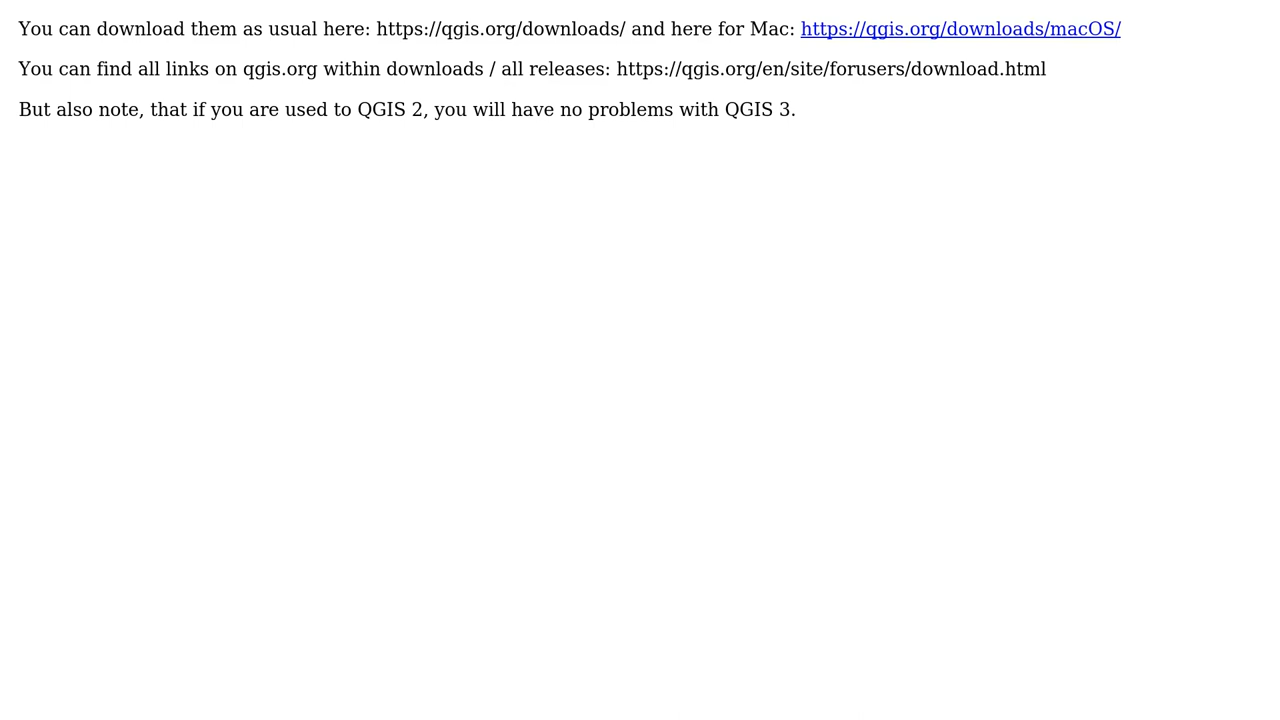 You can download them as usual here: https://qgis.org/downloads/ and here for Mac: https://qgis.org/downloads/macOS/
You can find all links on qgis.org within downloads / all releases: https://qgis.org/en/site/forusers/download.html
But also note, that if you are used to QGIS 2, you will have no problems with QGIS 3.